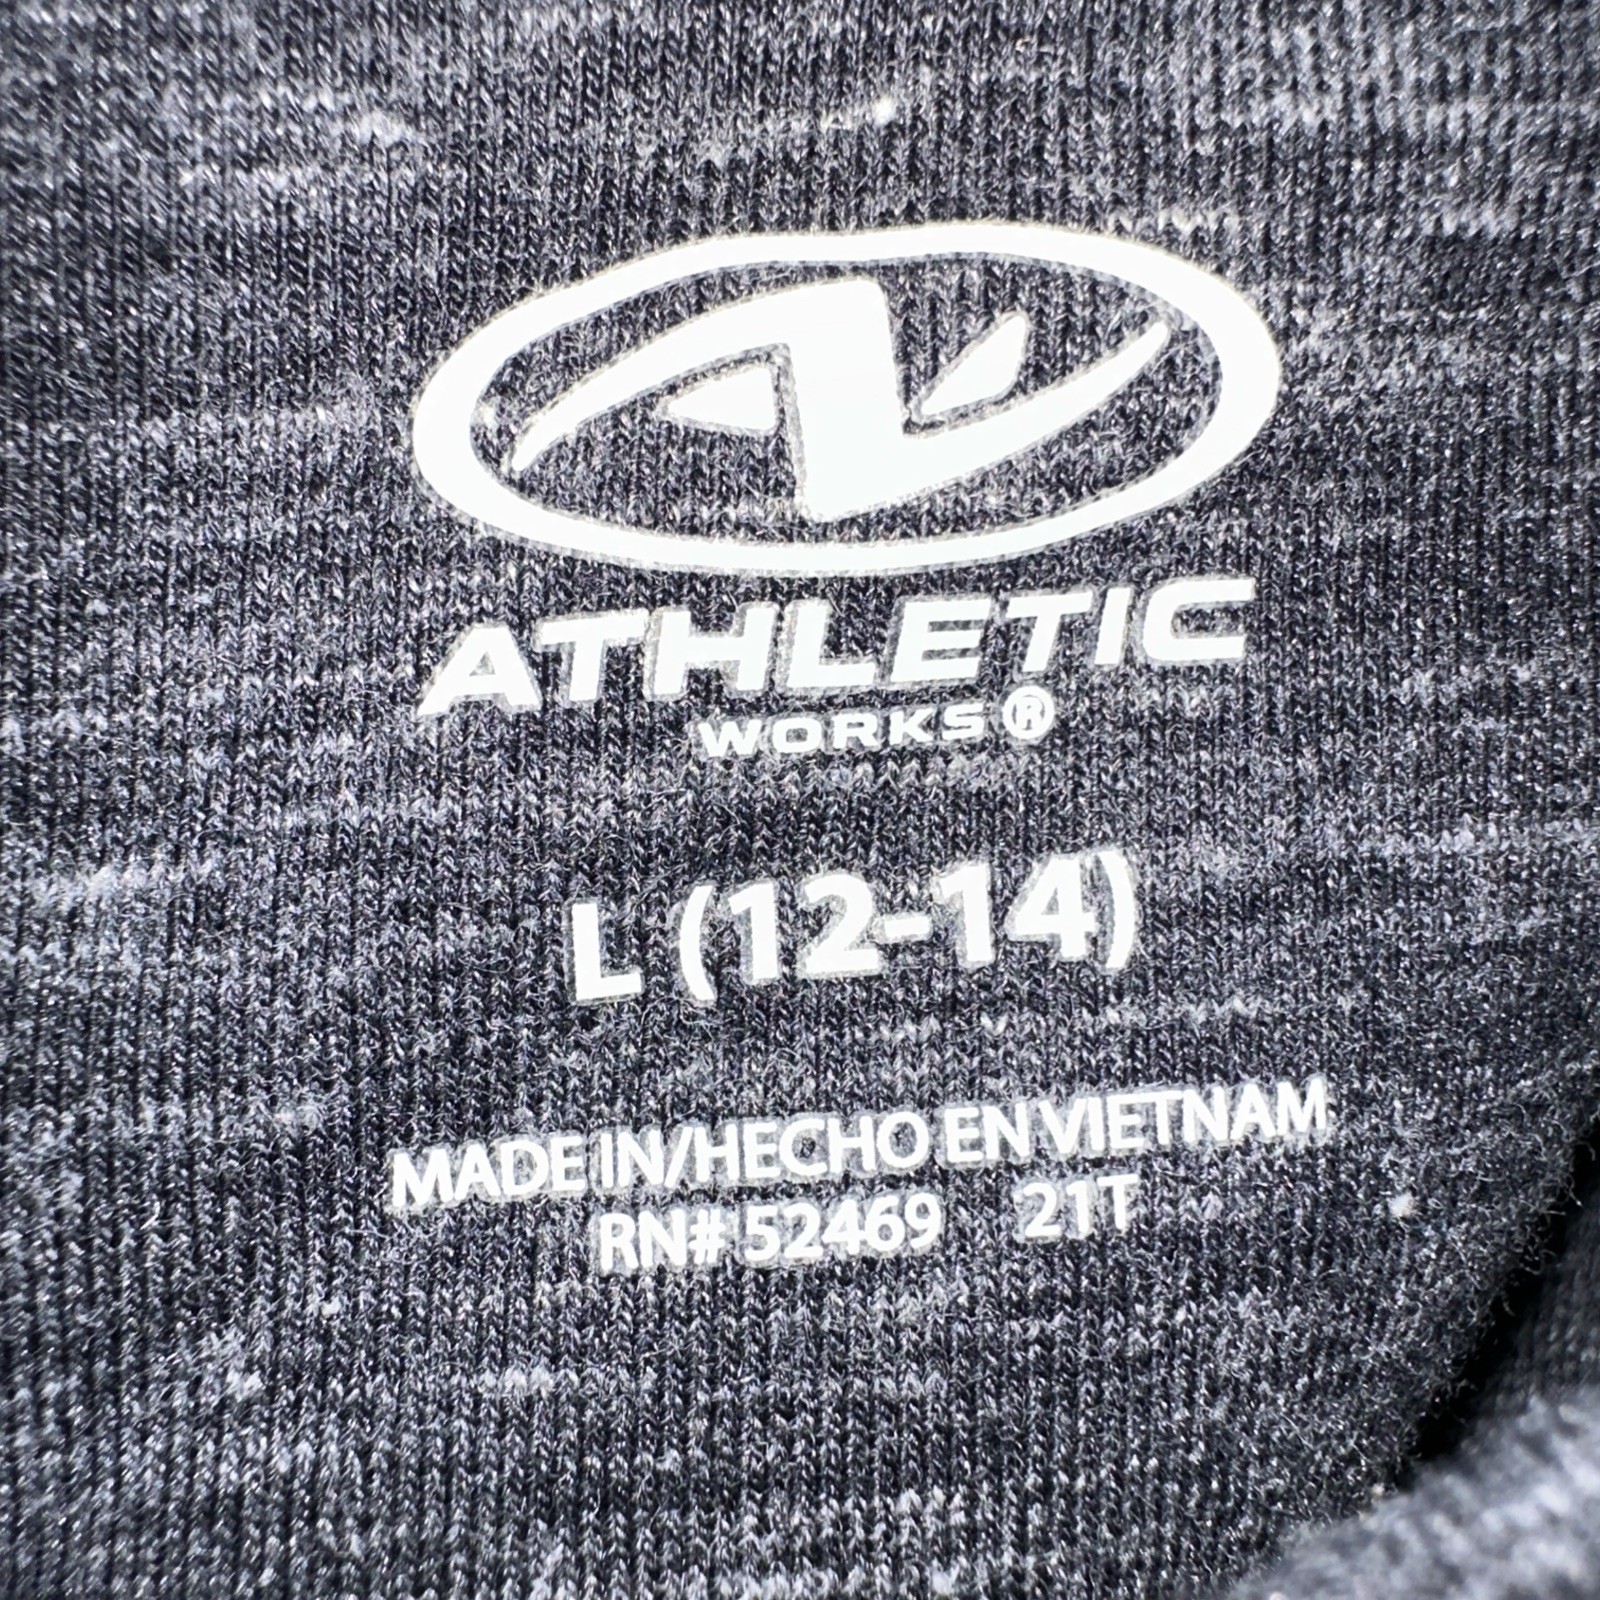 ATHLETIC
WORKS®
L (12-14)
MADE IN/HECHO EN VIETNAM
RN# 52469 21T